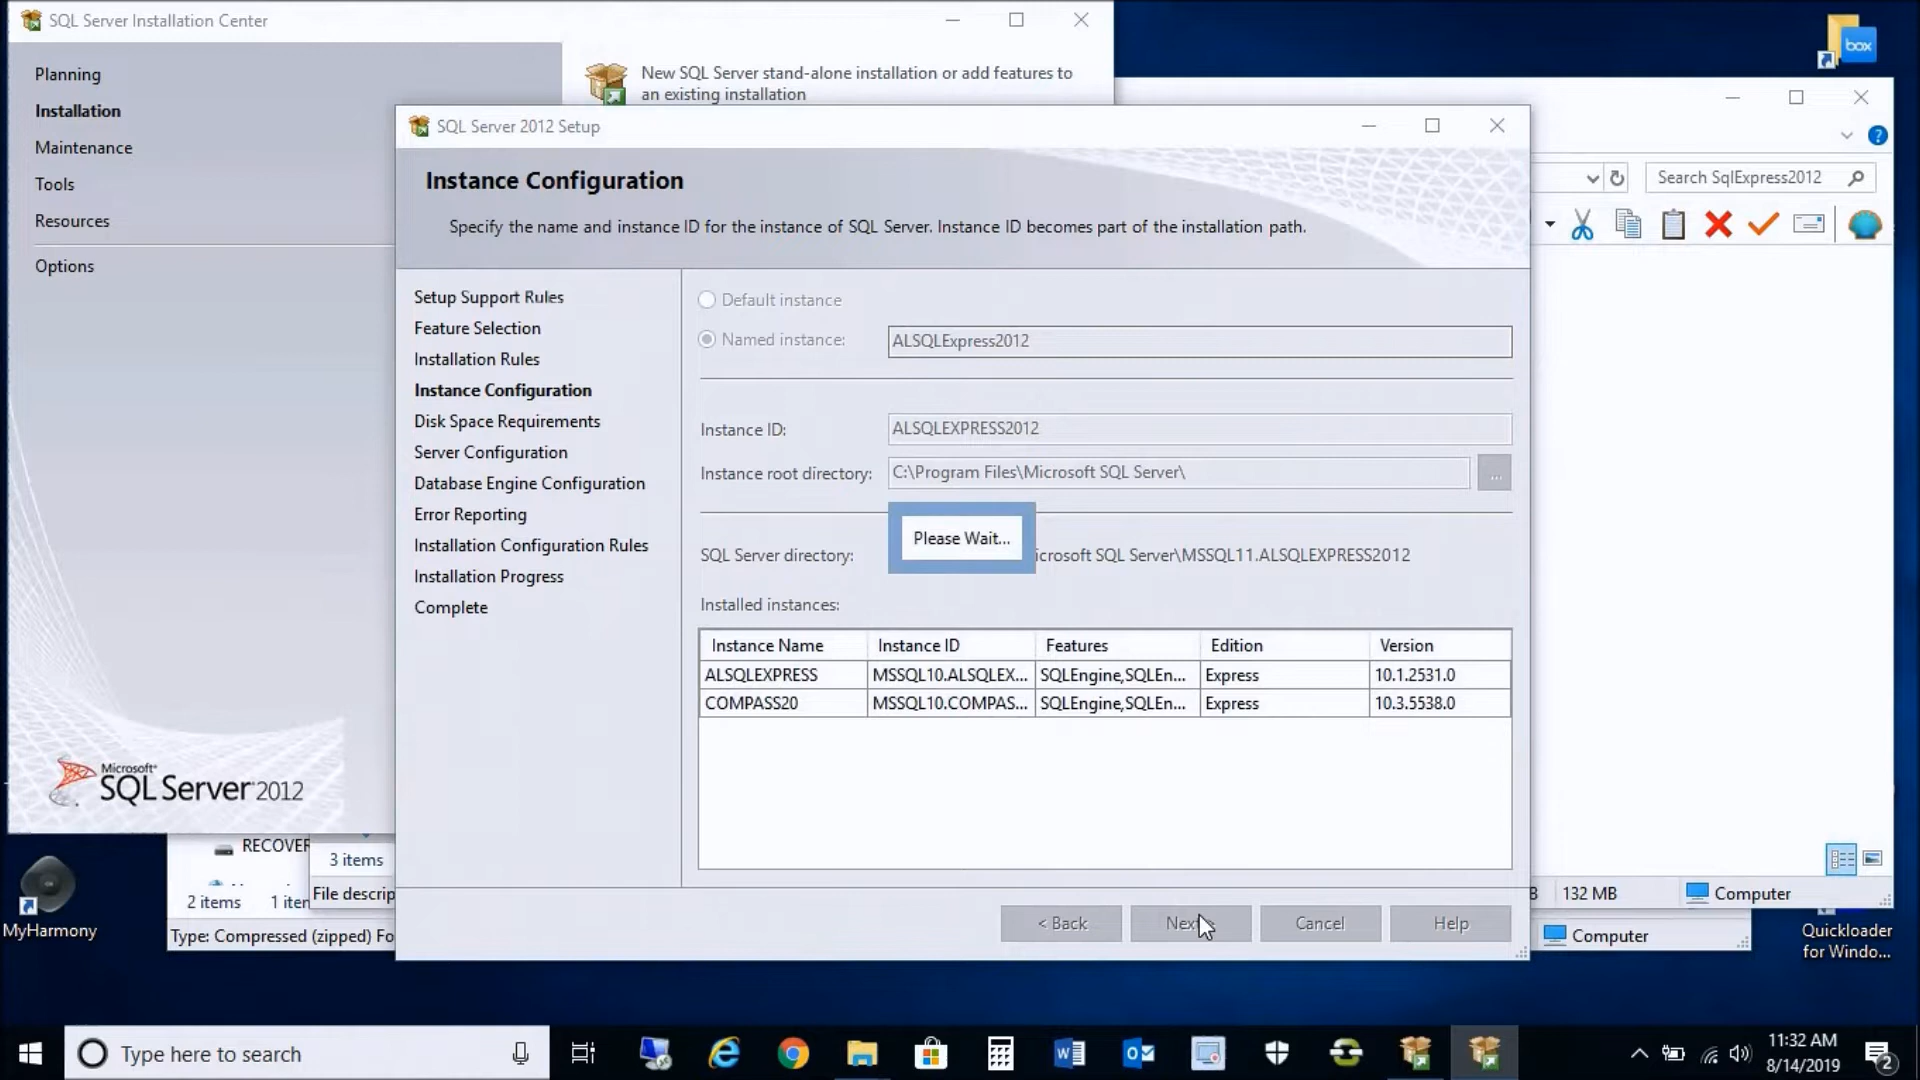 SQL Server Installation Center
Planning
Installation
Maintenance
Tools
Resources
Options
New SQL Server stand-alone installation or add features to
an existing installation
Microsoft®
SQL Server 2012
box
SQL Server 2012 Setup
Instance Configuration
Specify the name and instance ID for the instance of SQL Server. Instance ID becomes part of the installation path.
Setup Support Rules
Feature Selection
Installation Rules
Instance Configuration
Disk Space Requirements
Server Configuration
Database Engine Configuration
Error Reporting
Installation Configuration Rules
Installation Progress
Complete
Default instance
Named instance: ALSQLExpress2012
Instance ID: ALSQLEXPRESS2012
Instance root directory: C:\Program Files\Microsoft SQL Server\ ...
Please Wait...
SQL Server directory: icrosoft SQL Server\MSSQL11.ALSQLEXPRESS2012
Installed instances:
Instance Name Instance ID Features Edition Version
ALSQLEXPRESS MSSQL10.ALSQLEX... SQLEngine,SQLEn... Express 10.1.2531.0
COMPASS20 MSSQL10.COMPAS... SQLEngine,SQLEn... Express 10.3.5538.0
< Back Next Cancel Help
Search SqlExpress2012
RECOVER
3 items
2 items 1 iten
File descrip
Type: Compressed (zipped) Fo
132 MB Computer
Computer
MyHarmony
Quickloader
for Windo...
Type here to search
11:32 AM
8/14/2019
2